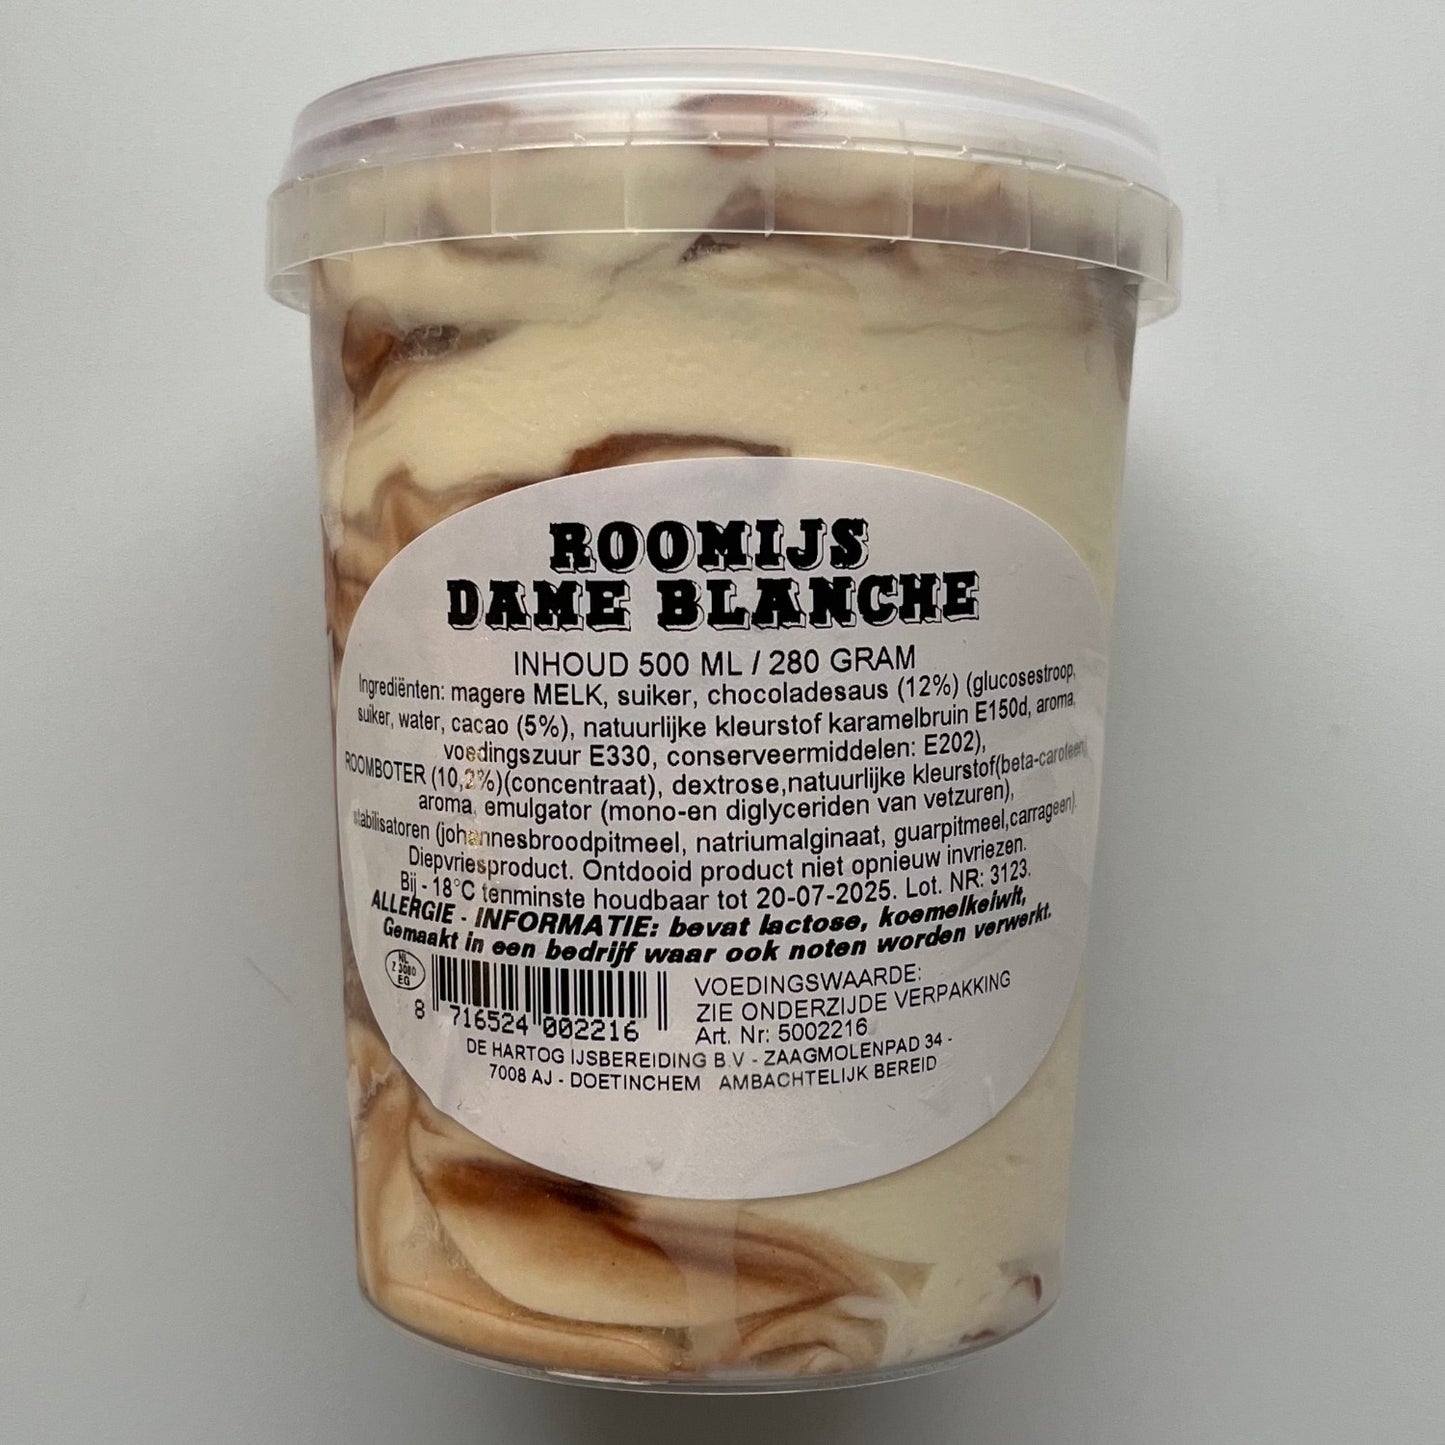 ROOMIJS
DAME BLANCHE
INHOUD 500 ML / 280 GRAM
Ingrediënten: magere MELK, suiker, chocoladesaus (12%) (glucosestroop,
suiker, water, cacao (5%), natuurlijke kleurstof karamelbruin E150d, aroma,
voedingszuur E330, conserveermiddelen: E202),
ROOMBOTER (10,2%)(concentraat), dextrose,natuurlijke kleurstof(beta-caroteen)
aroma, emulgator (mono-en diglyceriden van vetzuren),
stabilisatoren (johannesbroodpitmeel, natriumalginaat, guarpitmeel,carrageen).
Diepvriesproduct. Ontdooid product niet opnieuw invriezen.
Bij - 18°C tenminste houdbaar tot 20-07-2025. Lot. NR: 3123.
ALLERGIE - INFORMATIE: bevat lactose, koemelkeiwit,
Gemaakt in een bedrijf waar ook noten worden verwerkt.
NL
Z 3080
EG
8 716524 002216
VOEDINGSWAARDE:
ZIE ONDERZIJDE VERPAKKING
Art. Nr: 5002216
DE HARTOG IJSBEREIDING B.V - ZAAGMOLENPAD 34 -
7008 AJ - DOETINCHEM AMBACHTELIJK BEREID